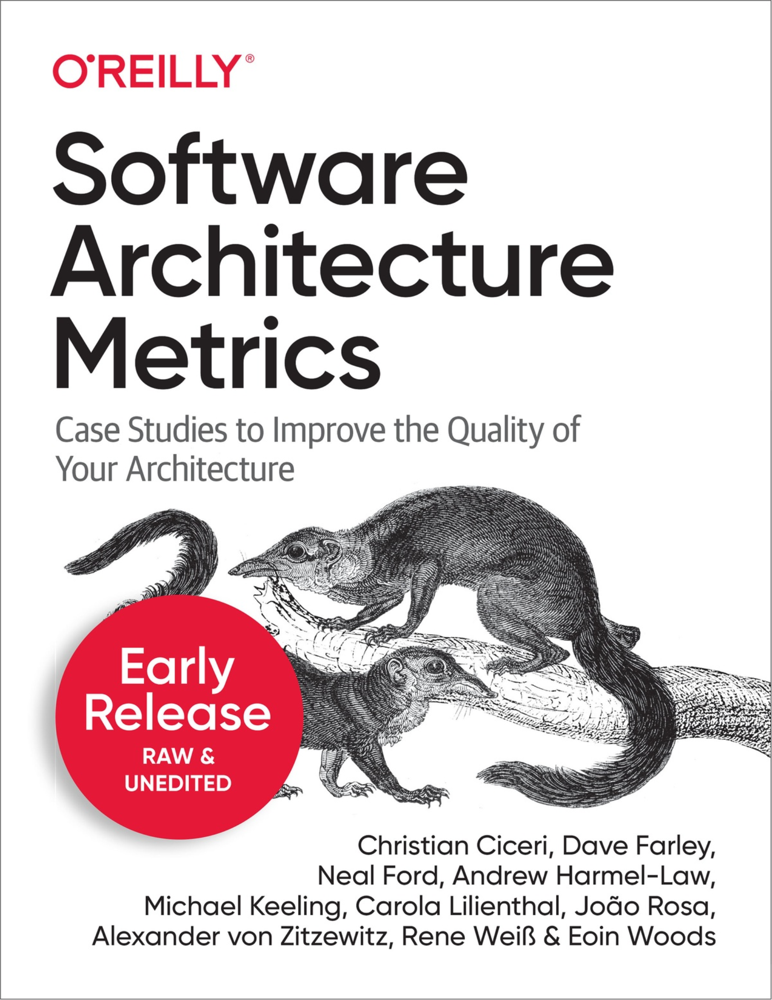 O'REILLY®
Software
Architecture
Metrics
Case Studies to Improve the Quality of
Your Architecture
Early
Release
RAW &
UNEDITED
Christian Ciceri, Dave Farley,
Neal Ford, Andrew Harmel-Law,
Michael Keeling, Carola Lilienthal, João Rosa,
Alexander von Zitzewitz, Rene Weiß & Eoin Woods